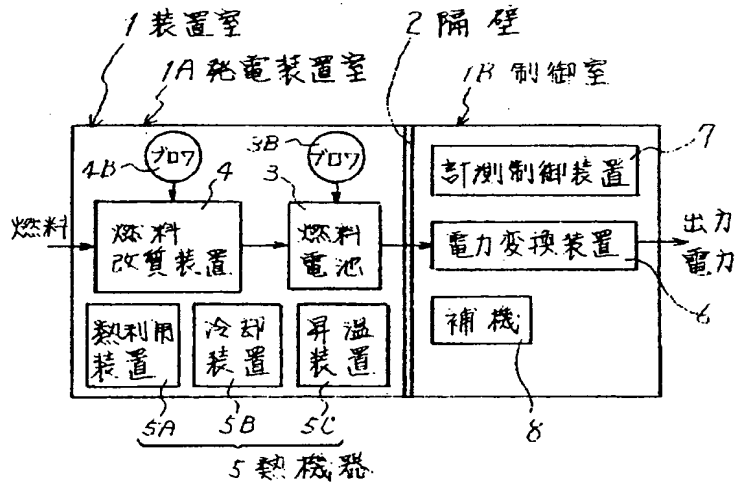 1 装置室
1A 発電装置室
2 隔壁
1B 制御室
4B
ブロワ
3B
ブロワ
7
4
3
計測制御装置
燃料
燃料
改質装置
燃料
電池
電力変換装置
出力
電力
6
熱利用
装置
冷却
装置
昇温
装置
補機
5A
5B
5C
8
5 熱機器